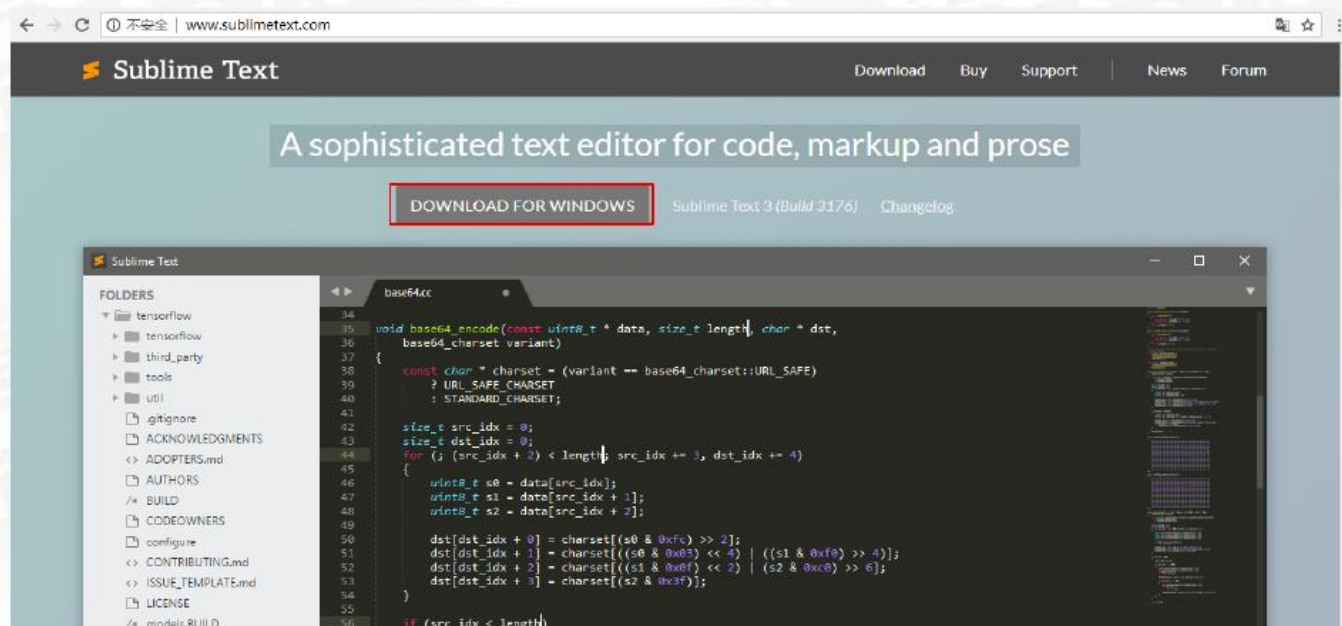 不安全 | www.sublimetext.com
Sublime Text Download Buy Support News Forum
A sophisticated text editor for code, markup and prose
DOWNLOAD FOR WINDOWS Sublime Text 3 (Build 3176) Changelog
Sublime Text
FOLDERS
tensorflow
tensorflow
third_party
tools
util
.gitignore
ACKNOWLEDGMENTS
<> ADOPTERS.md
AUTHORS
/* BUILD
CODEOWNERS
configure
<> CONTRIBUTING.md
<> ISSUE_TEMPLATE.md
LICENSE
/* models.BUILD
base64.cc
34
35 void base64_encode(const uint8_t * data, size_t length, char * dst,
36 base64_charset variant)
37 {
38 const char * charset = (variant == base64_charset::URL_SAFE)
39 ? URL_SAFE_CHARSET
40 : STANDARD_CHARSET;
41
42 size_t src_idx = 0;
43 size_t dst_idx = 0;
44 for (; (src_idx + 2) < length; src_idx += 3, dst_idx += 4)
45 {
46 uint8_t s0 = data[src_idx];
47 uint8_t s1 = data[src_idx + 1];
48 uint8_t s2 = data[src_idx + 2];
49
50 dst[dst_idx + 0] = charset[(s0 & 0xfc) >> 2];
51 dst[dst_idx + 1] = charset[((s0 & 0x03) << 4) | ((s1 & 0xf0) >> 4)];
52 dst[dst_idx + 2] = charset[((s1 & 0x0f) << 2) | (s2 & 0xc0) >> 6];
53 dst[dst_idx + 3] = charset[(s2 & 0x3f)];
54 }
55
56 if (src_idx < length)